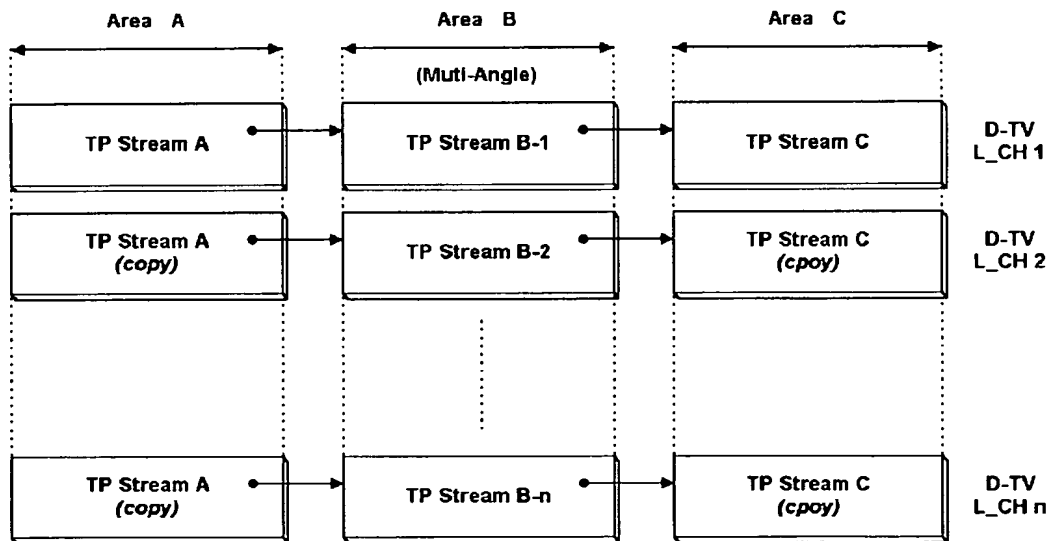 Area A
Area B
Area C
(Muti-Angle)
TP Stream A
TP Stream B-1
TP Stream C
D-TV
L_CH 1
TP Stream A
(copy)
TP Stream B-2
TP Stream C
(cpoy)
D-TV
L_CH 2
TP Stream A
(copy)
TP Stream B-n
TP Stream C
(cpoy)
D-TV
L_CH n